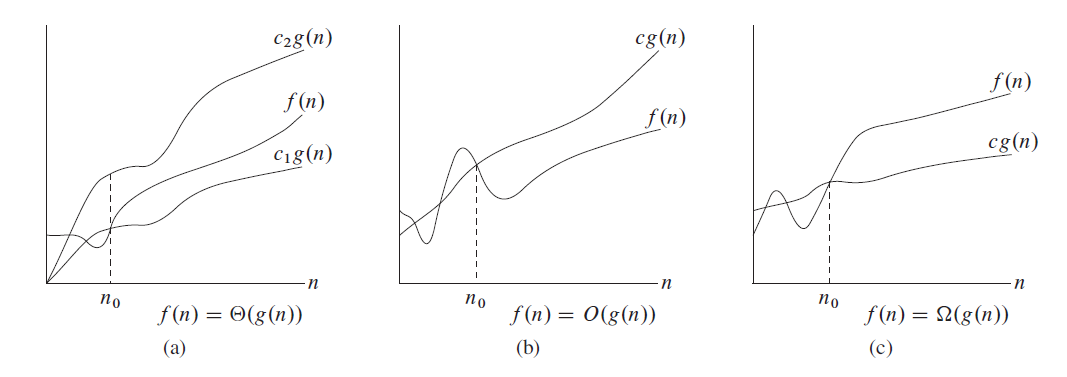 c₂g(n)
f(n)
c₁g(n)
n
n₀
f(n) = Θ(g(n))
(a)
cg(n)
f(n)
n
n₀
f(n) = O(g(n))
(b)
f(n)
cg(n)
n
n₀
f(n) = Ω(g(n))
(c)